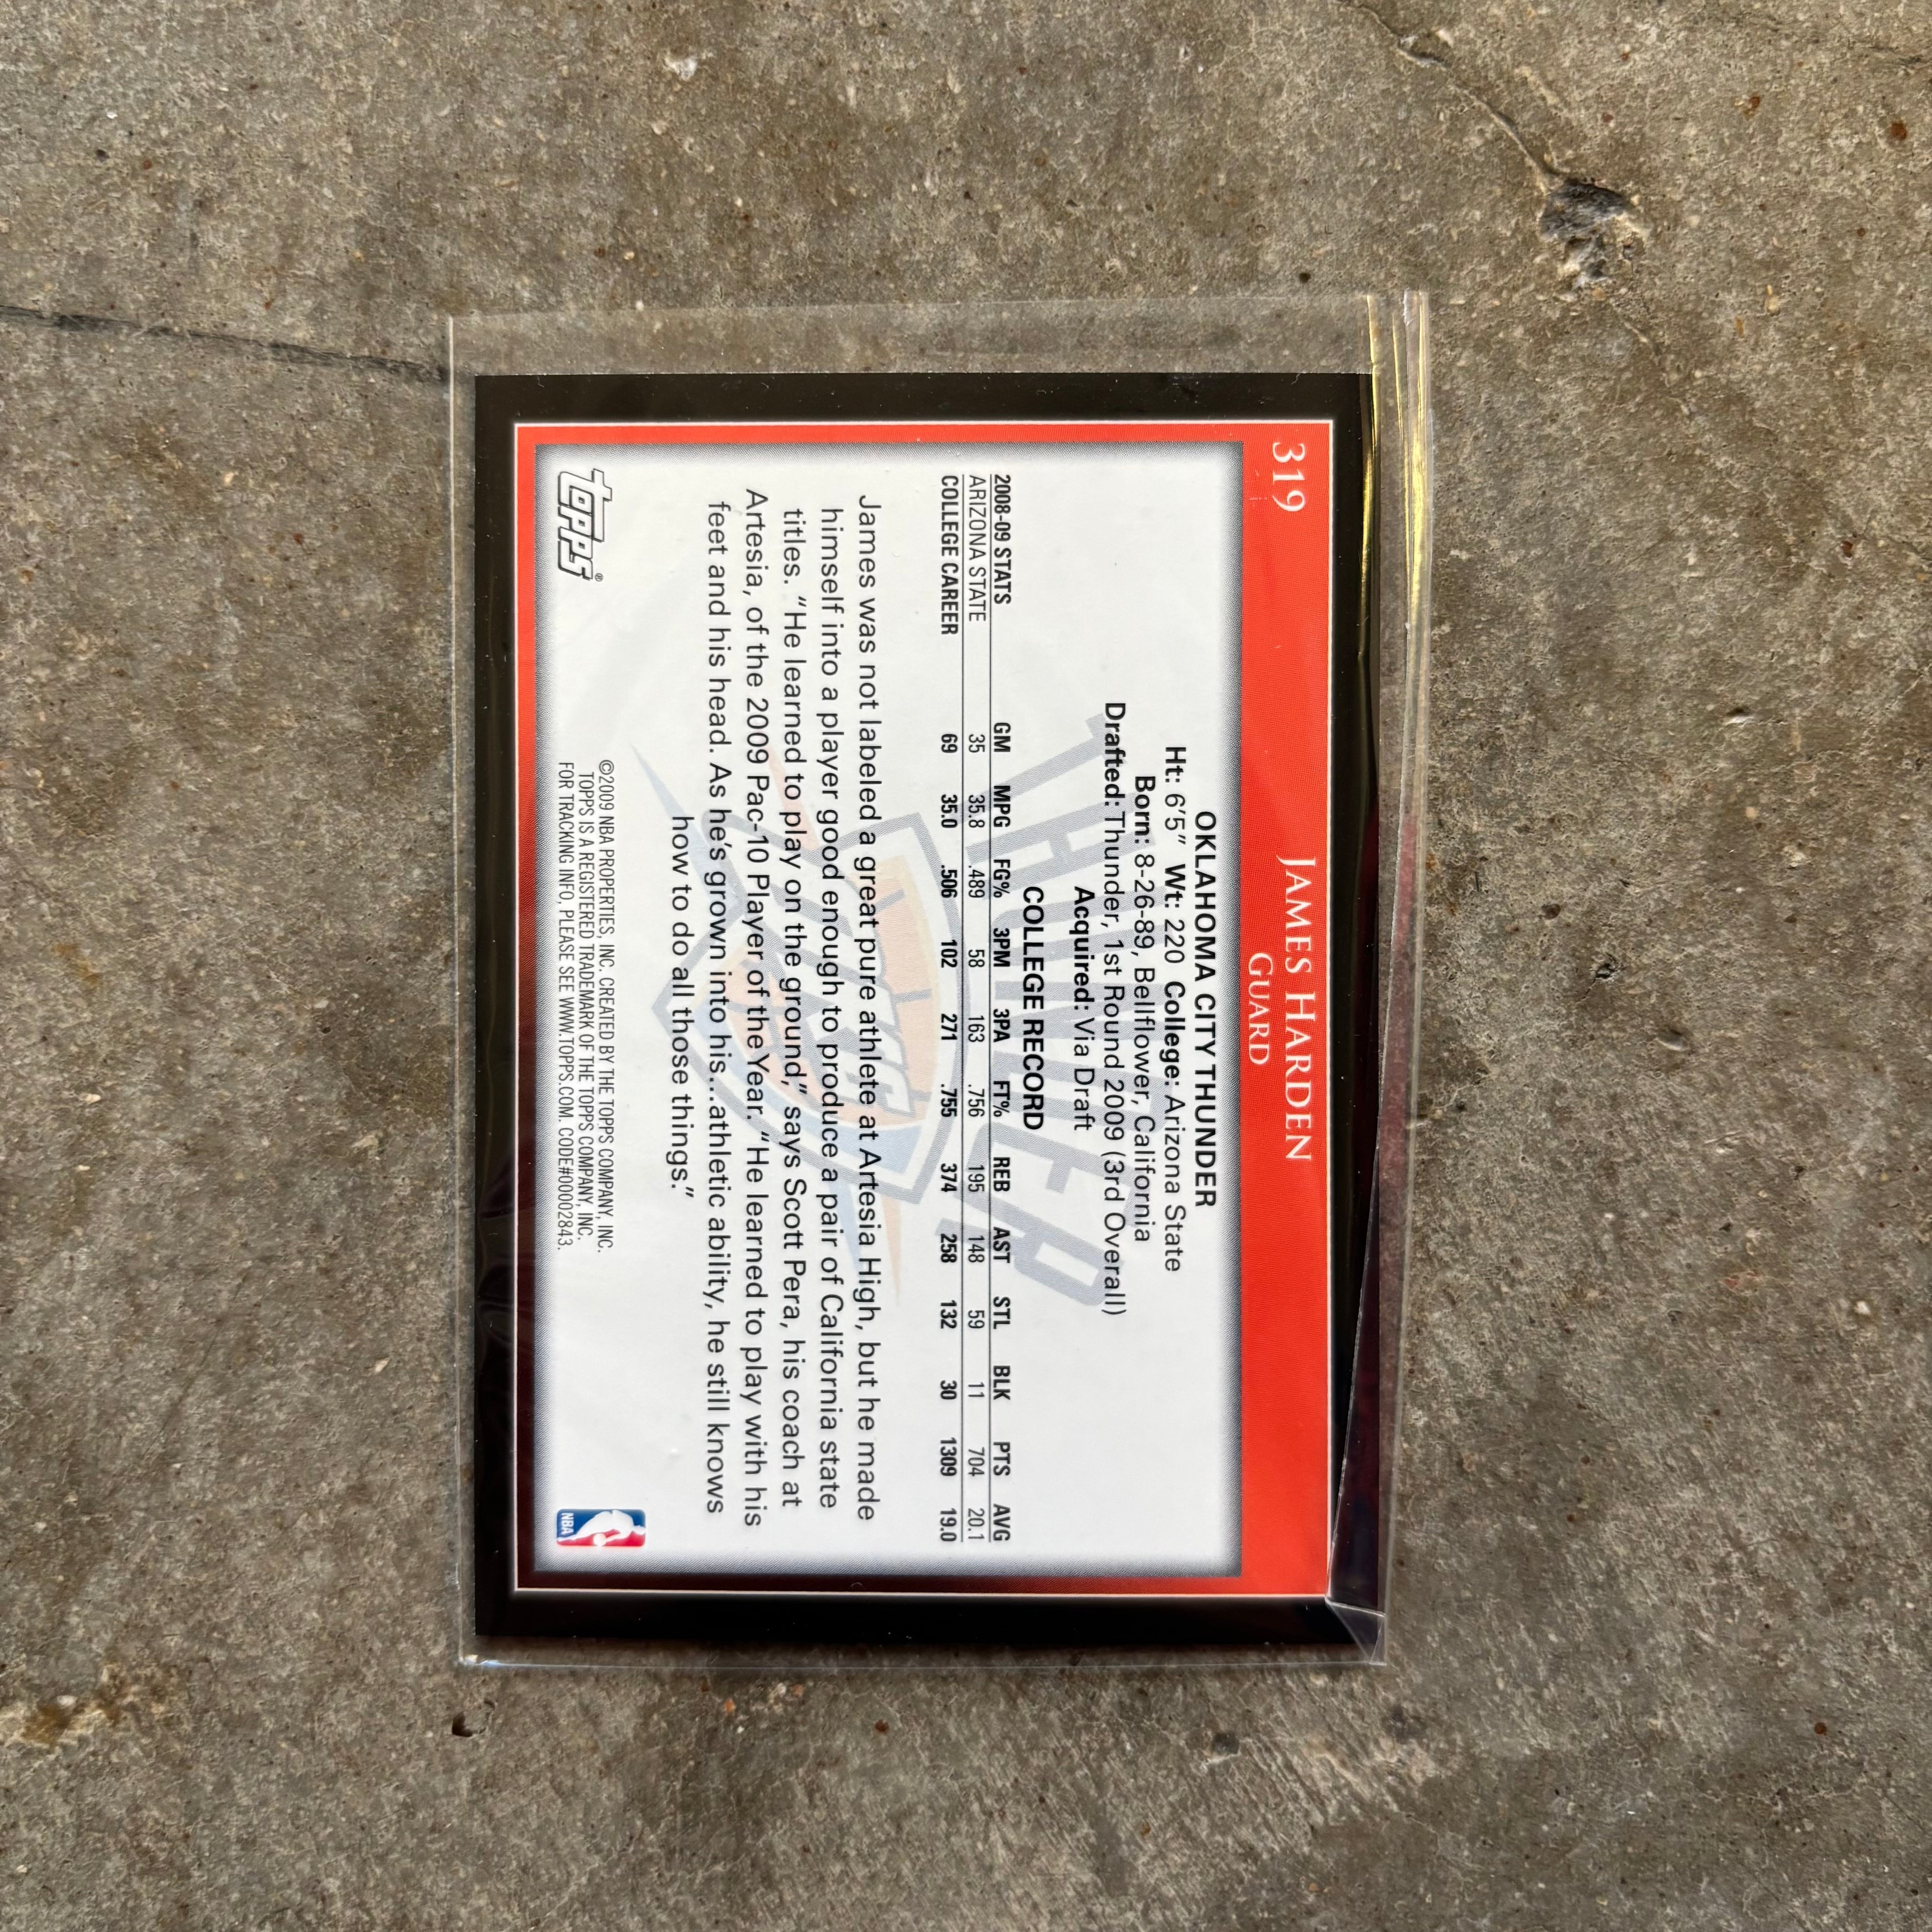 319
JAMES HARDEN
GUARD
OKLAHOMA CITY THUNDER
Ht: 6'5" Wt: 220 College: Arizona State
Born: 8-26-89, Bellflower, California
Drafted: Thunder, 1st Round 2009 (3rd Overall)
Acquired: Via Draft
COLLEGE RECORD
2008-09 STATS GM MPG FG% 3PM 3PA FT% REB AST STL BLK PTS AVG
ARIZONA STATE 35 35.8 .489 58 163 .756 195 148 59 11 704 20.1
COLLEGE CAREER 69 35.0 .506 102 271 .755 374 258 132 30 1309 19.0
James was not labeled a great pure athlete at Artesia High, but he made
himself into a player good enough to produce a pair of California state
titles. “He learned to play on the ground,” says Scott Pera, his coach at
Artesia, of the 2009 Pac-10 Player of the Year. “He learned to play with his
feet and his head. As he's grown into his...athletic ability, he still knows
how to do all those things.”
THUNDER
OKC
TOPPS®
©2009 NBA PROPERTIES, INC. CREATED BY THE TOPPS COMPANY, INC.
TOPPS IS A REGISTERED TRADEMARK OF THE TOPPS COMPANY, INC.
FOR TRACKING INFO, PLEASE SEE WWW.TOPPS.COM. CODE#00002843.
NBA